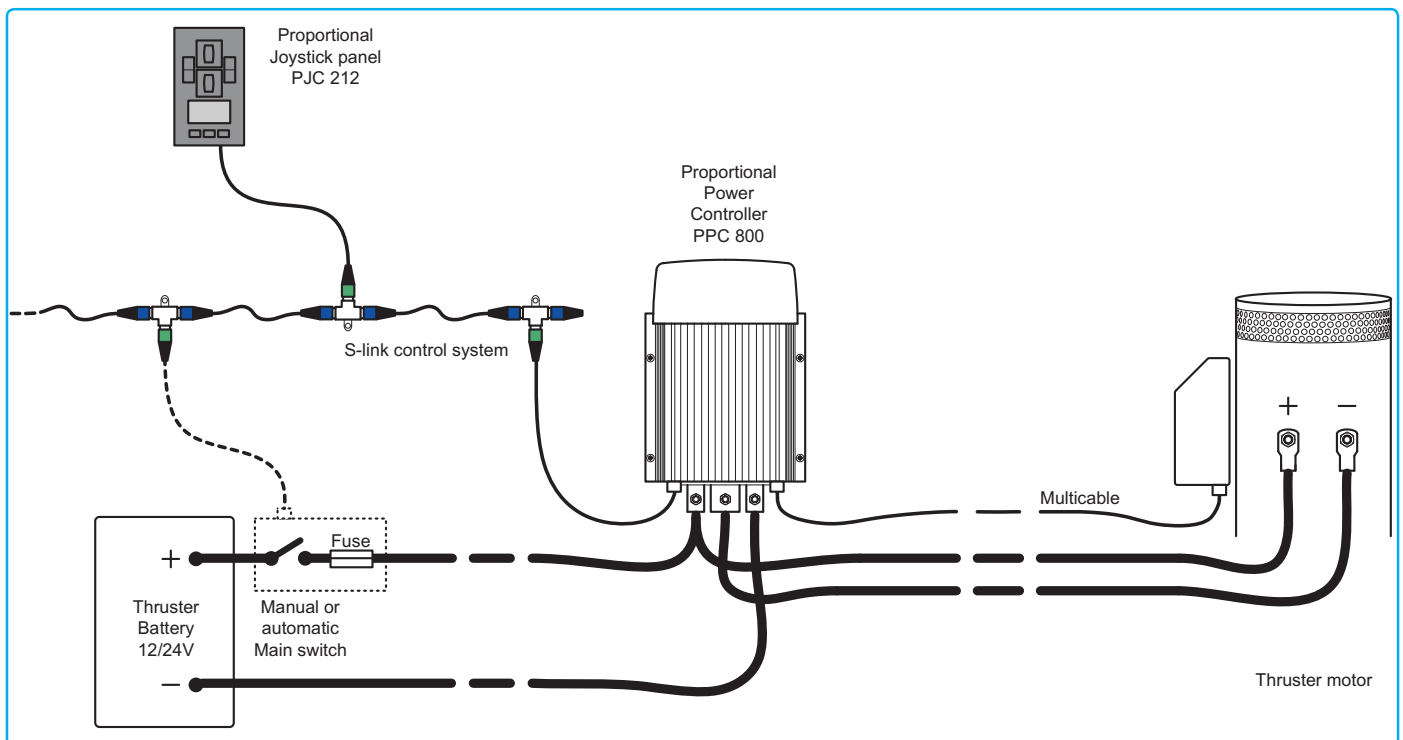 Proportional
Joystick panel
PJC 212
Proportional
Power
Controller
PPC 800
S-link control system
Multicable
+
−
Fuse
+
Thruster
Battery
12/24V
−
Manual or
automatic
Main switch
Thruster motor